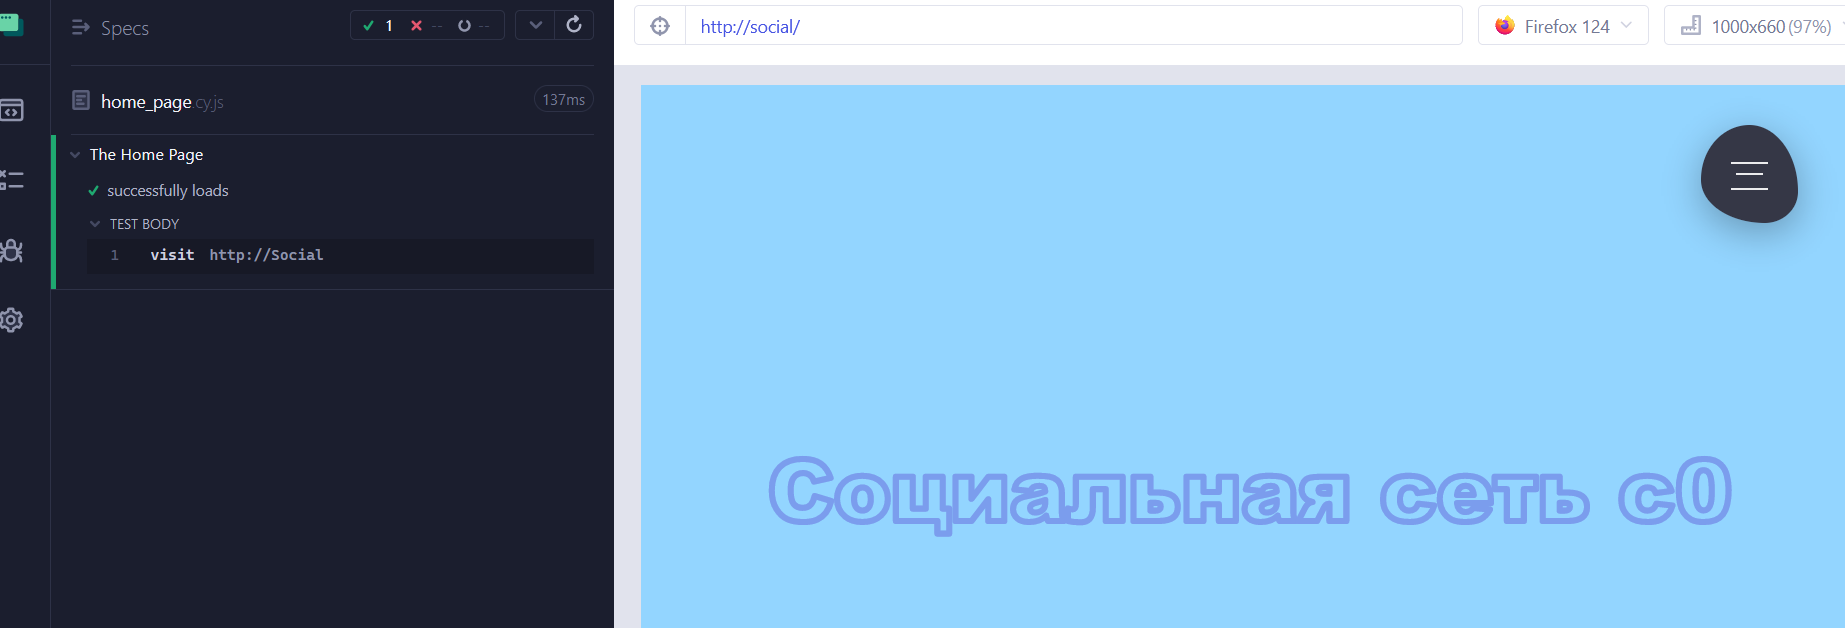 Specs
1 -- --
home_page.cy.js
137ms
The Home Page
successfully loads
TEST BODY
1 visit http://Social
http://social/
Firefox 124
1000x660 (97%)
Социальная сеть с0